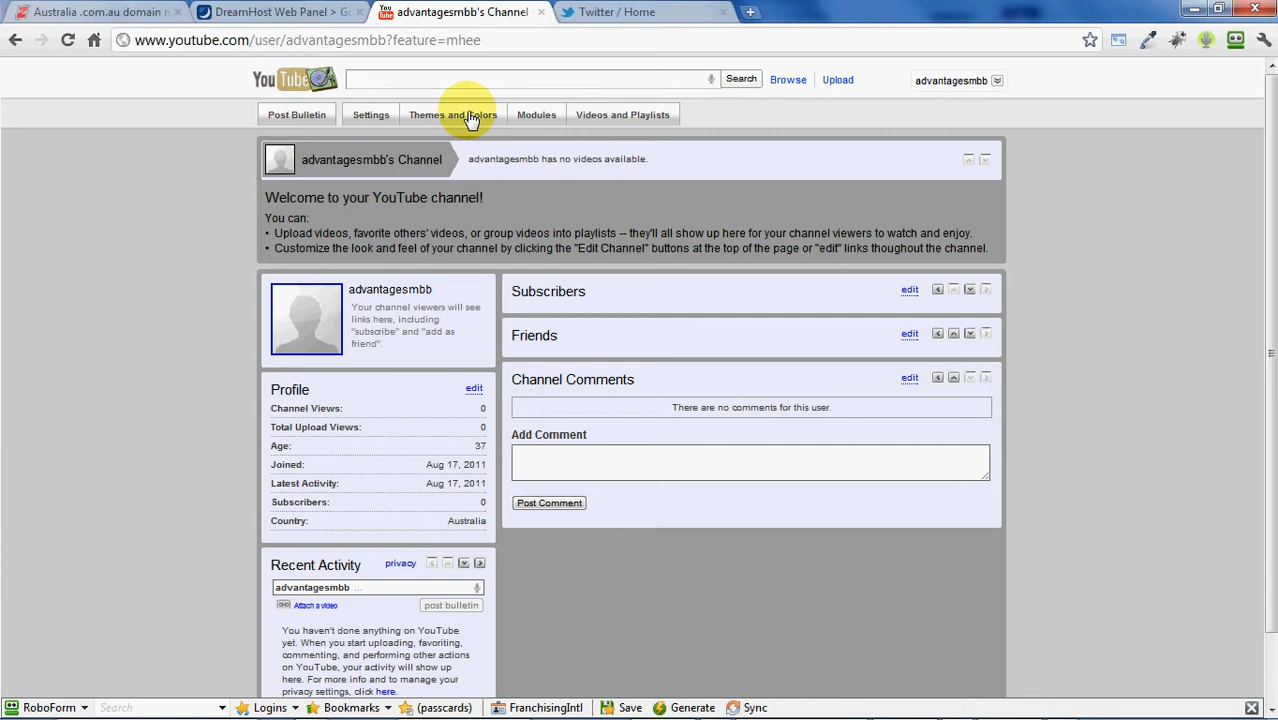 Australia .com.au domain n
DreamHost Web Panel > G
advantagesmbb's Channel -
Twitter / Home
www.youtube.com/user/advantagesmbb?feature=mhee
YouTube
Search
Browse
Upload
advantagesmbb
Post Bulletin
Settings
Themes and Colors
Modules
Videos and Playlists
advantagesmbb's Channel
advantagesmbb has no videos available.
Welcome to your YouTube channel!
You can:
• Upload videos, favorite others' videos, or group videos into playlists -- they'll all show up here for your channel viewers to watch and enjoy.
• Customize the look and feel of your channel by clicking the "Edit Channel" buttons at the top of the page or "edit" links thoughout the channel.
advantagesmbb
Your channel viewers will see
links here, including
"subscribe" and "add as
friend".
Subscribers
edit
Friends
edit
Profile
edit
Channel Views: 0
Total Upload Views: 0
Age: 37
Joined: Aug 17, 2011
Latest Activity: Aug 17, 2011
Subscribers: 0
Country: Australia
Channel Comments
edit
There are no comments for this user.
Add Comment
Post Comment
Recent Activity
privacy
advantagesmbb ...
Attach a video
post bulletin
You haven't done anything on YouTube
yet. When you start uploading, favoriting,
commenting, and performing other actions
on YouTube, your activity will show up
here. For more info and to manage your
privacy settings, click here.
RoboForm
Search
Logins
Bookmarks
(passcards)
FranchisingIntl
Save
Generate
Sync